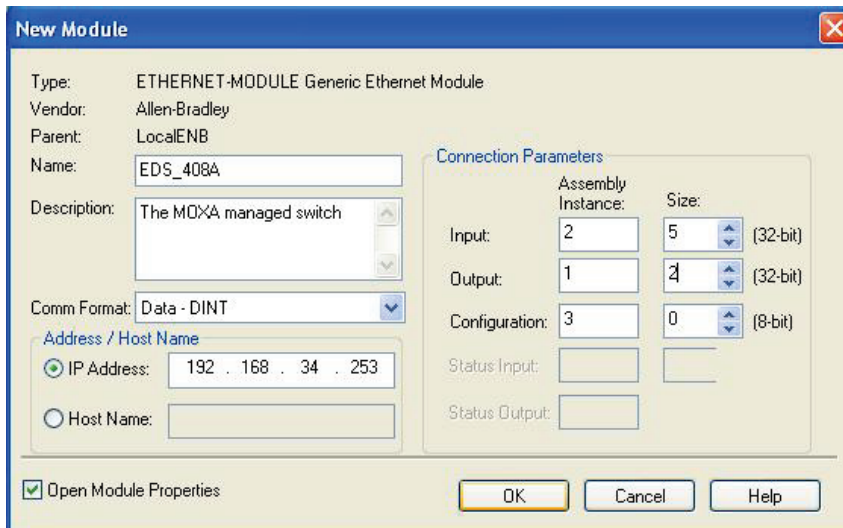 New Module
Type: ETHERNET-MODULE Generic Ethernet Module
Vendor: Allen-Bradley
Parent: LocalENB
Name: EDS_408A
Description: The MOXA managed switch
Comm Format: Data - DINT
Address / Host Name
IP Address: 192 . 168 . 34 . 253
Host Name:
Connection Parameters
Assembly
Instance: Size:
Input: 2 5 (32-bit)
Output: 1 2 (32-bit)
Configuration: 3 0 (8-bit)
Status Input:
Status Output:
Open Module Properties
OK Cancel Help